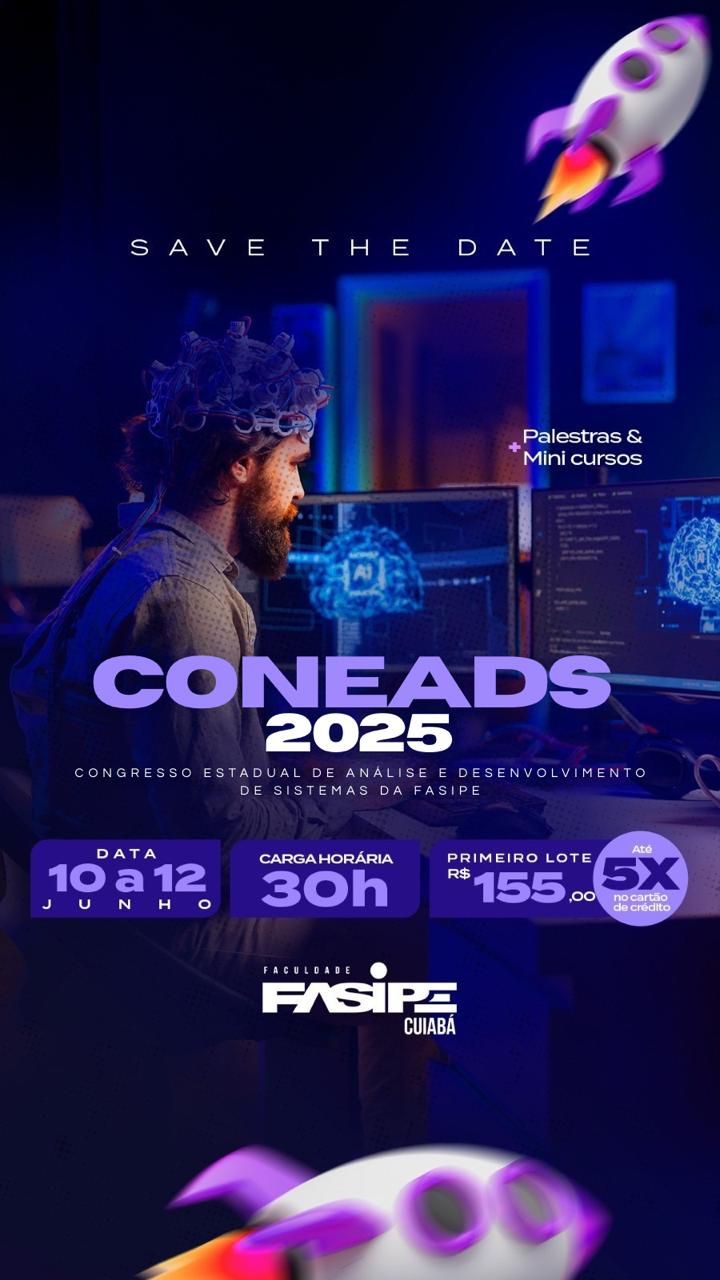 SAVE THE DATE
+ Palestras &
Mini cursos
AI
CONEADS
2025
CONGRESSO ESTADUAL DE ANÁLISE E DESENVOLVIMENTO
DE SISTEMAS DA FASIPE
DATA
10 a 12
JUNHO
CARGA HORÁRIA
30h
PRIMEIRO LOTE
R$ 155,00
Até
5X
no cartão
de crédito
FACULDADE
FASIPE
CUIABÁ